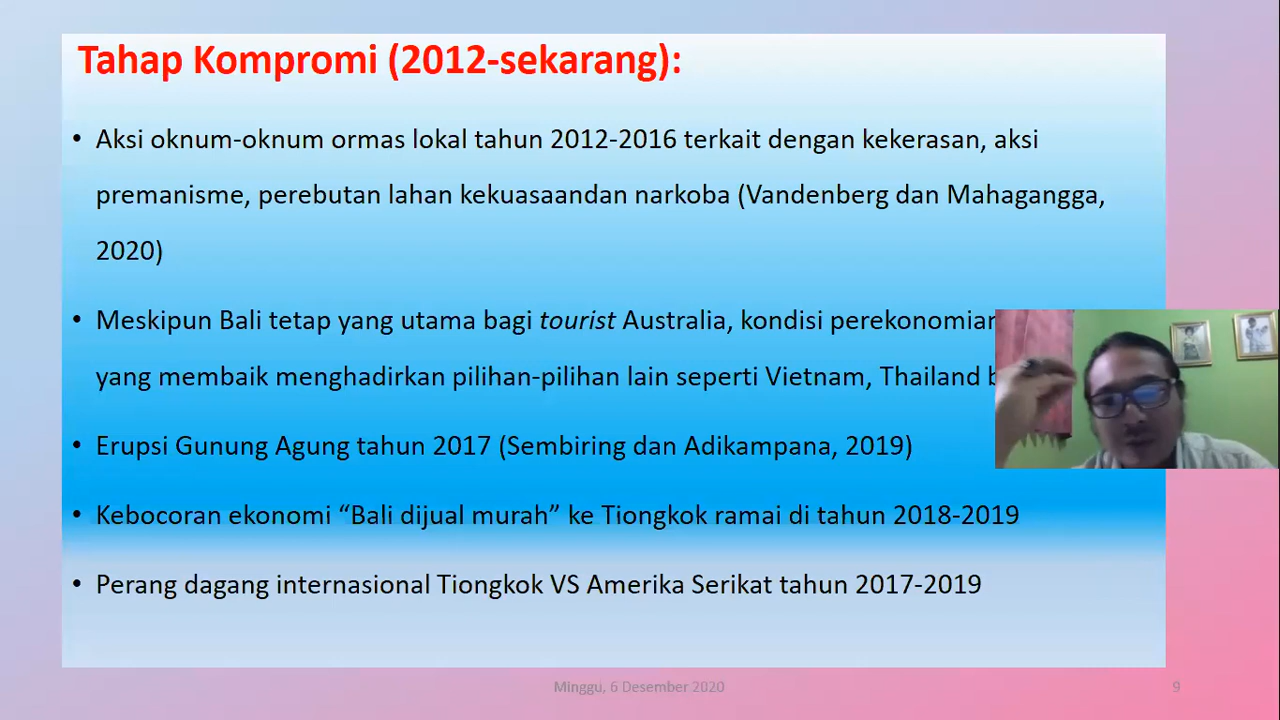 Tahap Kompromi (2012-sekarang):
• Aksi oknum-oknum ormas lokal tahun 2012-2016 terkait dengan kekerasan, aksi
premanisme, perebutan lahan kekuasaandan narkoba (Vandenberg dan Mahagangga,
2020)
• Meskipun Bali tetap yang utama bagi tourist Australia, kondisi
yang membaik menghadirkan pilihan-pilihan lain seperti Vietnam, Thailand
• Erupsi Gunung Agung tahun 2017 (Sembiring dan Adikampana, 2019)
• Kebocoran ekonomi “Bali dijual murah” ke Tiongkok ramai di tahun 2018-2019
• Perang dagang internasional Tiongkok VS Amerika Serikat tahun 2017-2019
Minggu, 6 Desember 2020
9